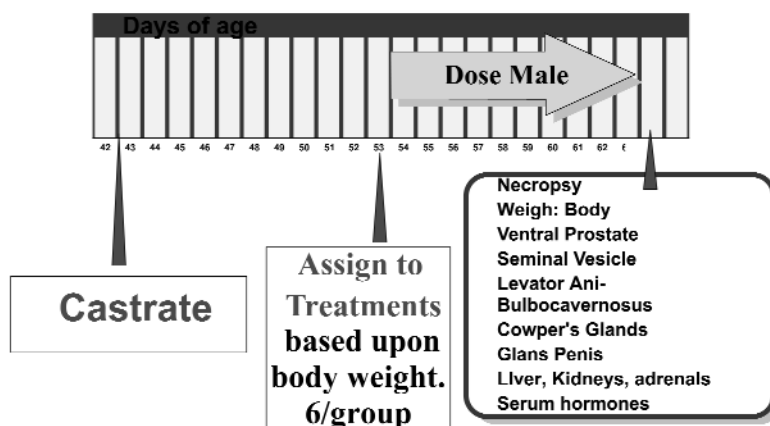 Days of age
Dose Male
42 43 44 45 46 47 48 49 50 51 52 53 54 55 56 57 58 59 60 61 62 6
Castrate
Assign to
Treatments
based upon
body weight.
6/group
Necropsy
Weigh: Body
Ventral Prostate
Seminal Vesicle
Levator Ani-
Bulbocavernosus
Cowper's Glands
Glans Penis
LIver, Kidneys, adrenals
Serum hormones